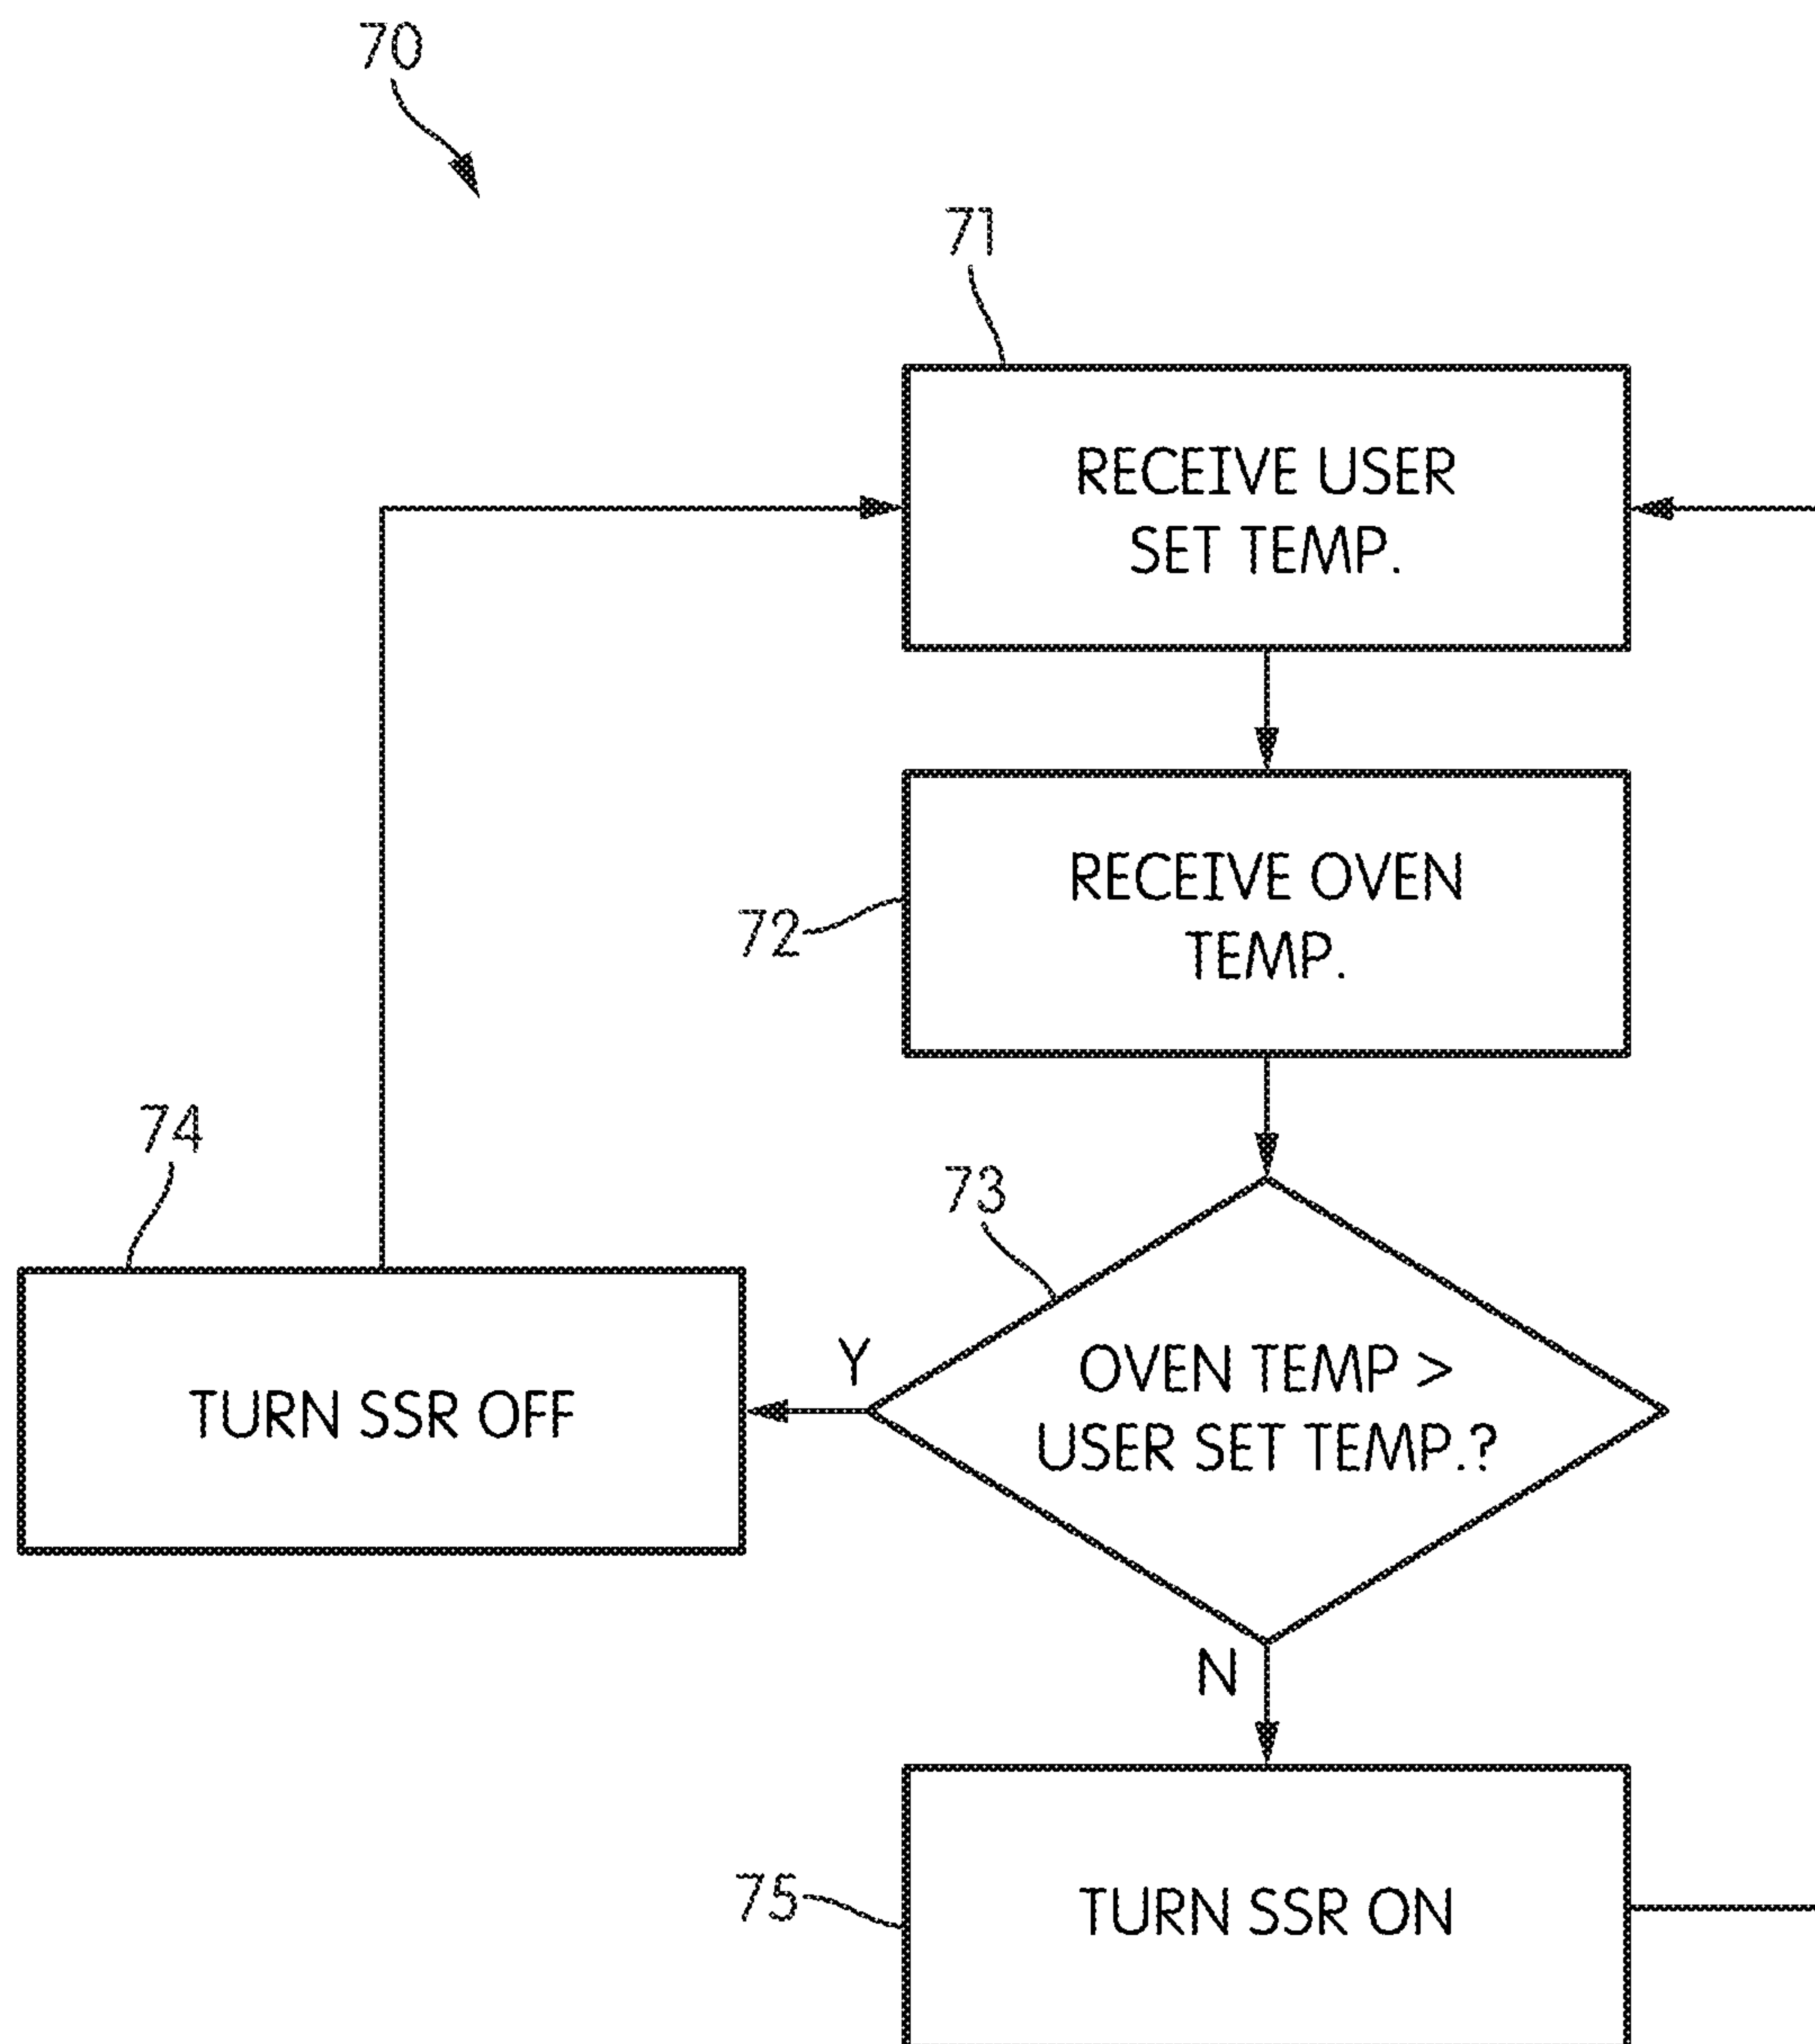 70
71
RECEIVE USER
SET TEMP.
72
RECEIVE OVEN
TEMP.
73
OVEN TEMP >
USER SET TEMP.?
Y
74
TURN SSR OFF
N
75
TURN SSR ON